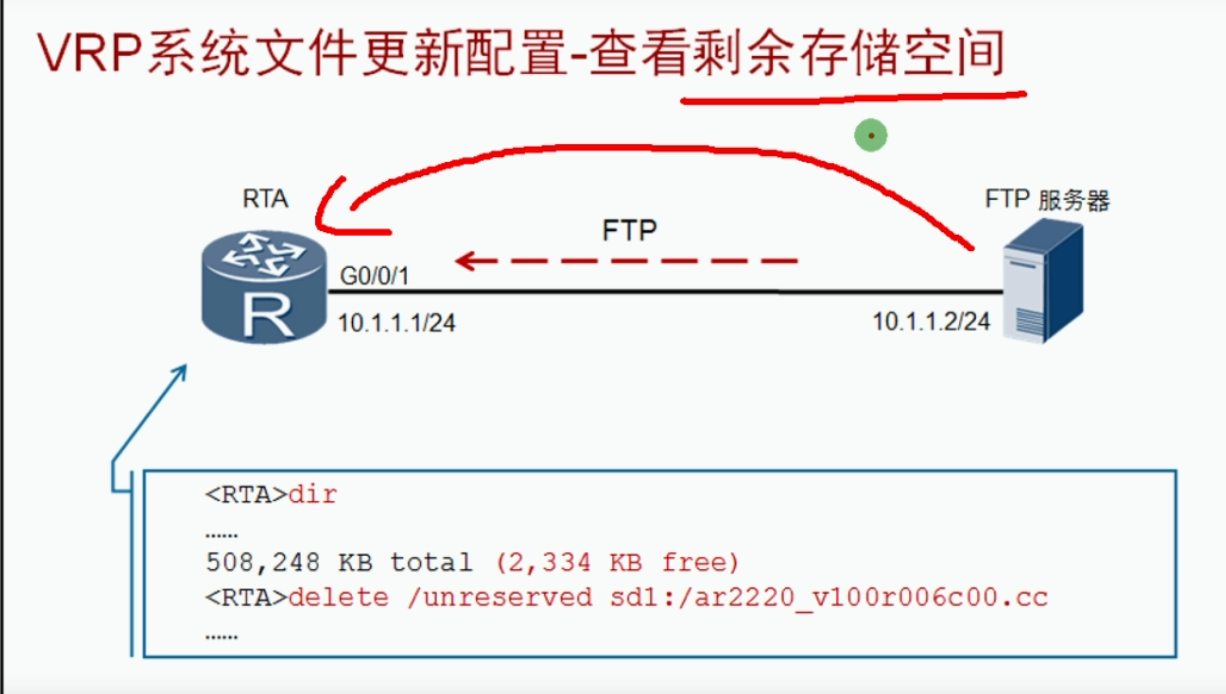 VRP系统文件更新配置-查看剩余存储空间
RTA
FTP 服务器
FTP
G0/0/1
R
10.1.1.1/24
10.1.1.2/24
<RTA>dir
……
508,248 KB total (2,334 KB free)
<RTA>delete /unreserved sd1:/ar2220_v100r006c00.cc
……